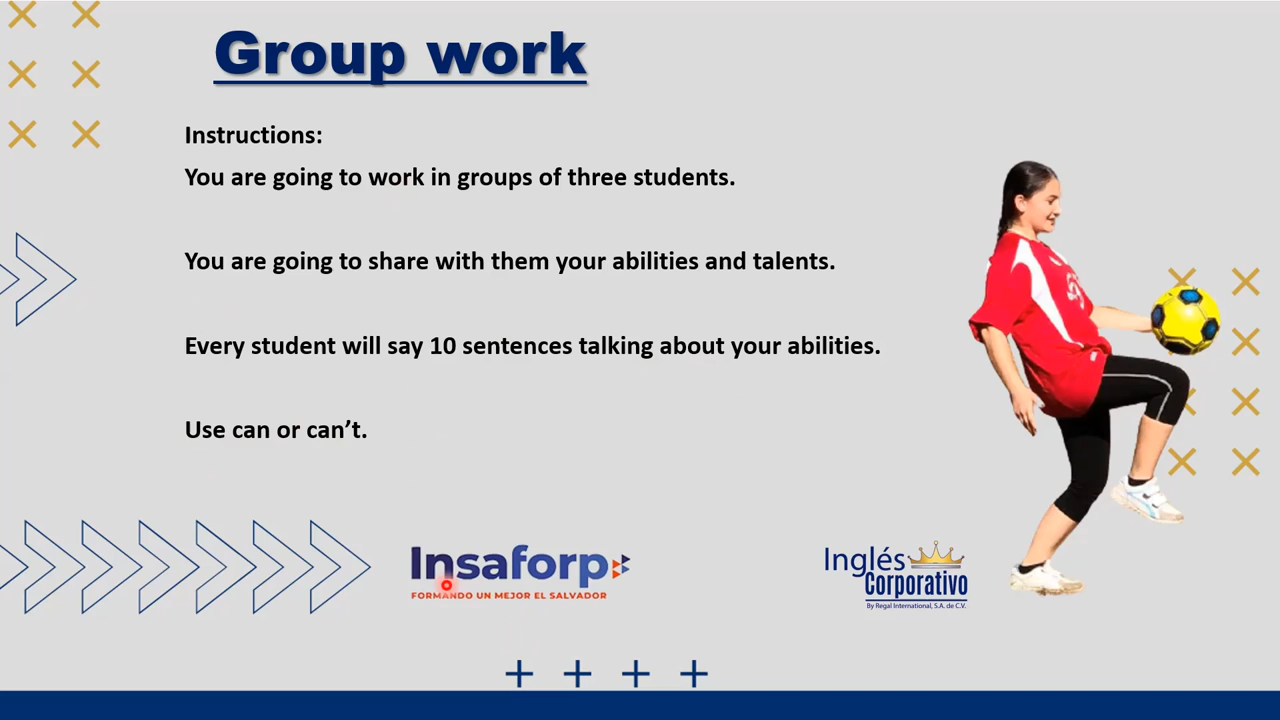 Group work
Instructions:
You are going to work in groups of three students.
You are going to share with them your abilities and talents.
Every student will say 10 sentences talking about your abilities.
Use can or can’t.
Insaforp
FORMANDO UN MEJOR EL SALVADOR
Inglés
Corporativo
By Regal International, S.A. de C.V.